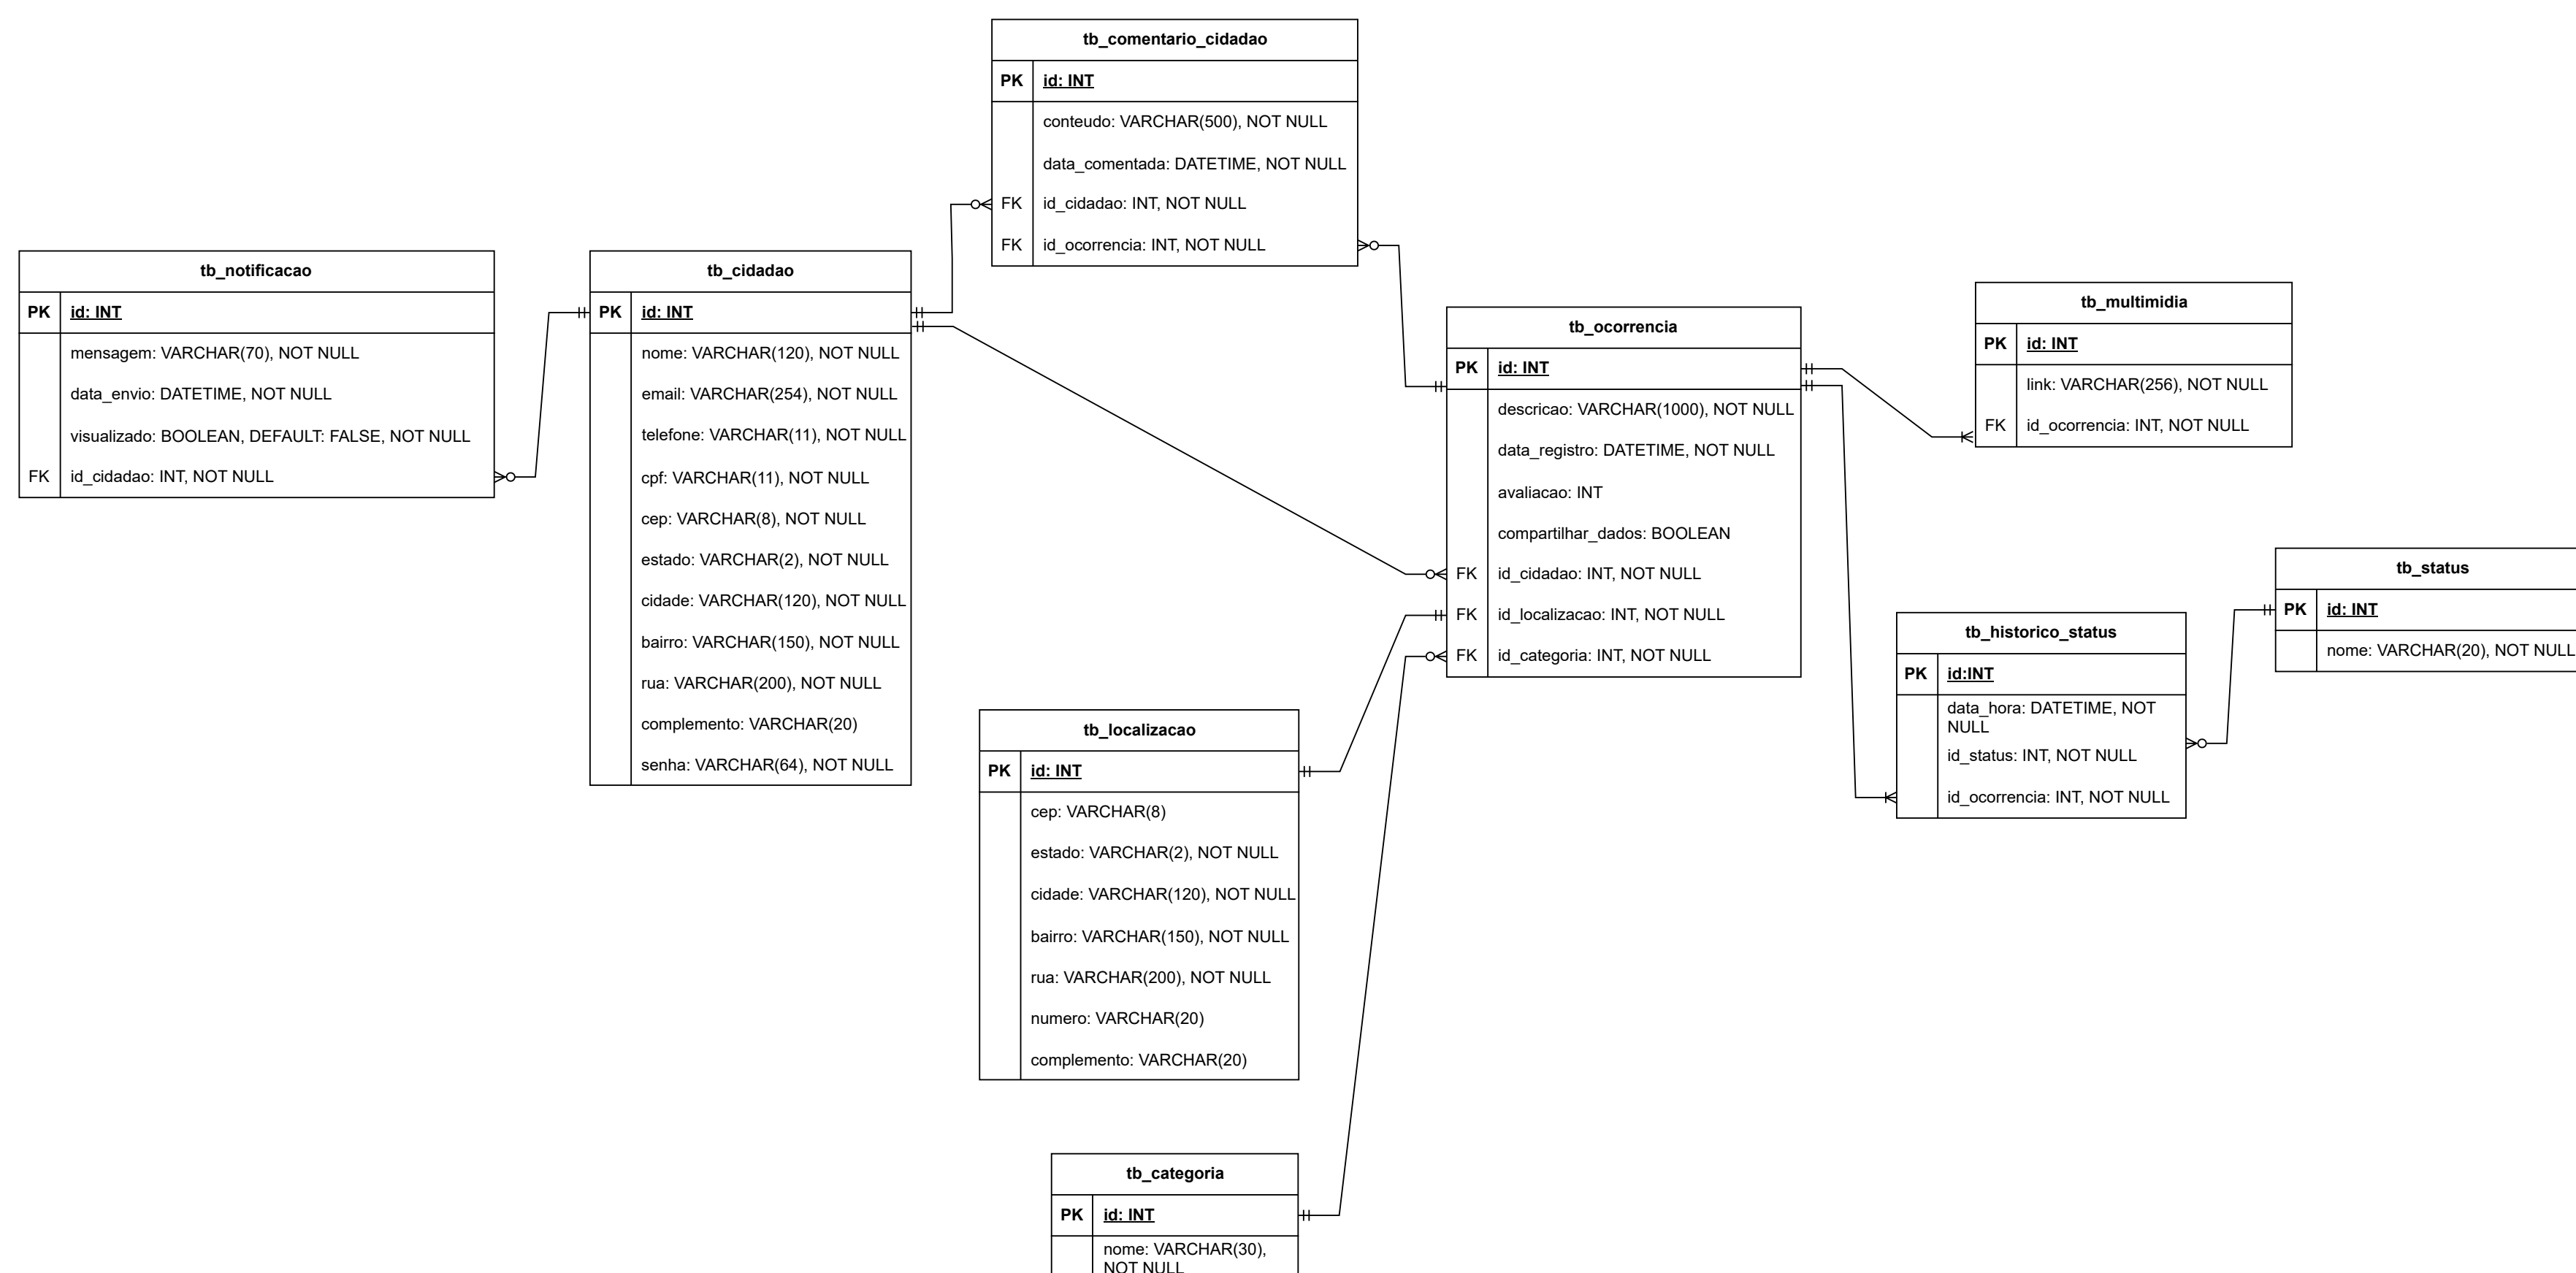 tb_comentario_cidadao
PK id: INT
conteudo: VARCHAR(500), NOT NULL
data_comentada: DATETIME, NOT NULL
FK id_cidadao: INT, NOT NULL
FK id_ocorrencia: INT, NOT NULL
tb_notificacao
PK id: INT
mensagem: VARCHAR(70), NOT NULL
data_envio: DATETIME, NOT NULL
visualizado: BOOLEAN, DEFAULT: FALSE, NOT NULL
FK id_cidadao: INT, NOT NULL
tb_cidadao
PK id: INT
nome: VARCHAR(120), NOT NULL
email: VARCHAR(254), NOT NULL
telefone: VARCHAR(11), NOT NULL
cpf: VARCHAR(11), NOT NULL
cep: VARCHAR(8), NOT NULL
estado: VARCHAR(2), NOT NULL
cidade: VARCHAR(120), NOT NULL
bairro: VARCHAR(150), NOT NULL
rua: VARCHAR(200), NOT NULL
complemento: VARCHAR(20)
senha: VARCHAR(64), NOT NULL
tb_ocorrencia
PK id: INT
descricao: VARCHAR(1000), NOT NULL
data_registro: DATETIME, NOT NULL
avaliacao: INT
compartilhar_dados: BOOLEAN
FK id_cidadao: INT, NOT NULL
FK id_localizacao: INT, NOT NULL
FK id_categoria: INT, NOT NULL
tb_multimidia
PK id: INT
link: VARCHAR(256), NOT NULL
FK id_ocorrencia: INT, NOT NULL
tb_status
PK id: INT
nome: VARCHAR(20), NOT NULL
tb_historico_status
PK id:INT
data_hora: DATETIME, NOT
NULL
id_status: INT, NOT NULL
id_ocorrencia: INT, NOT NULL
tb_localizacao
PK id: INT
cep: VARCHAR(8)
estado: VARCHAR(2), NOT NULL
cidade: VARCHAR(120), NOT NULL
bairro: VARCHAR(150), NOT NULL
rua: VARCHAR(200), NOT NULL
numero: VARCHAR(20)
complemento: VARCHAR(20)
tb_categoria
PK id: INT
nome: VARCHAR(30),
NOT NULL